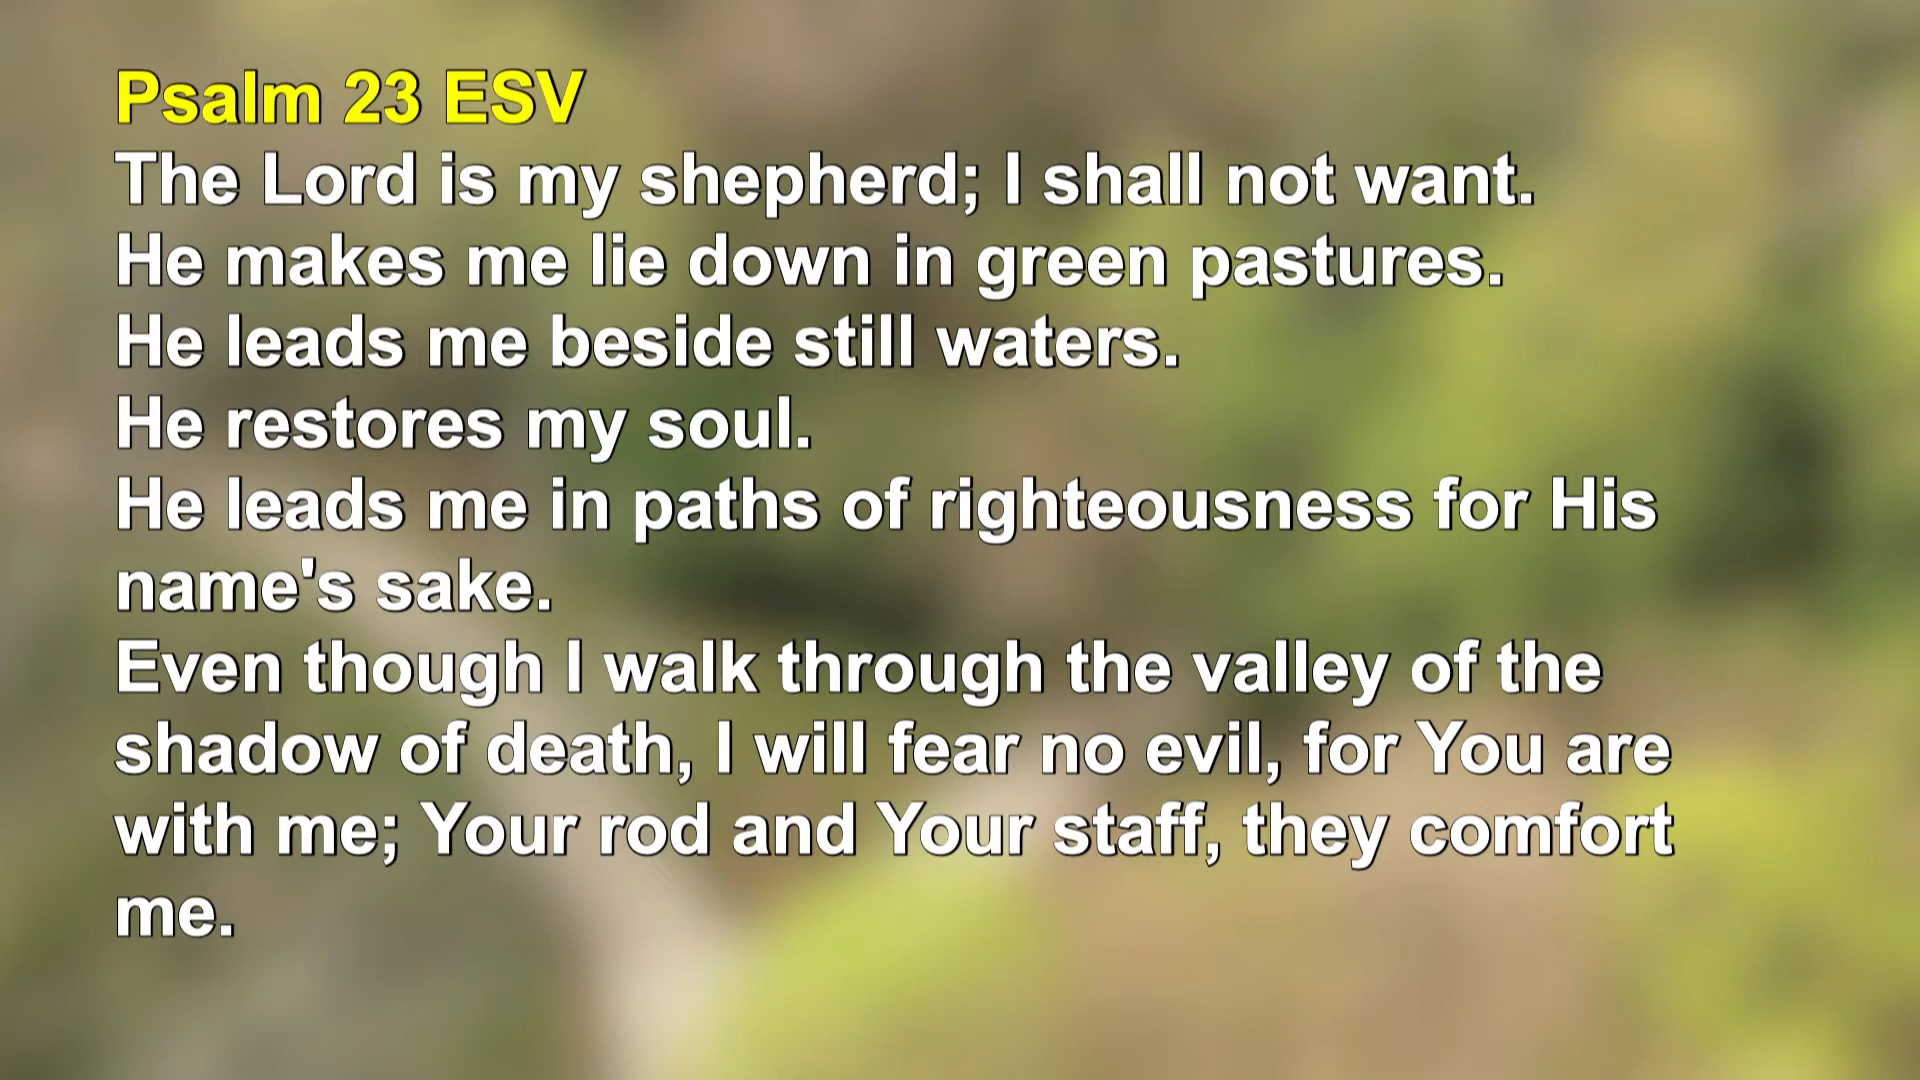 Psalm 23 ESV
The Lord is my shepherd; I shall not want.
He makes me lie down in green pastures.
He leads me beside still waters.
He restores my soul.
He leads me in paths of righteousness for His
name's sake.
Even though I walk through the valley of the
shadow of death, I will fear no evil, for You are
with me; Your rod and Your staff, they comfort
me.